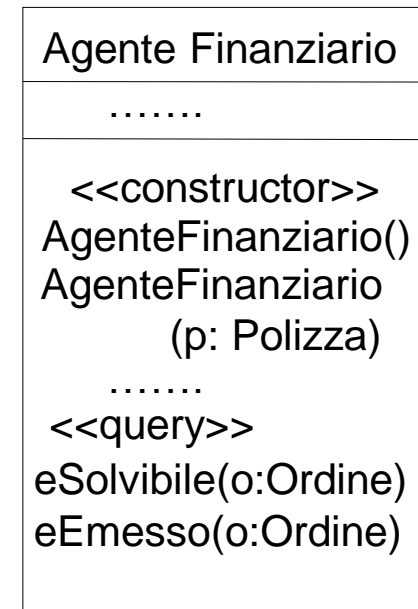 Agente Finanziario
.......
<<constructor>>
AgenteFinanziario()
AgenteFinanziario
(p: Polizza)
.......
<<query>>
eSolvibile(o:Ordine)
eEmesso(o:Ordine)